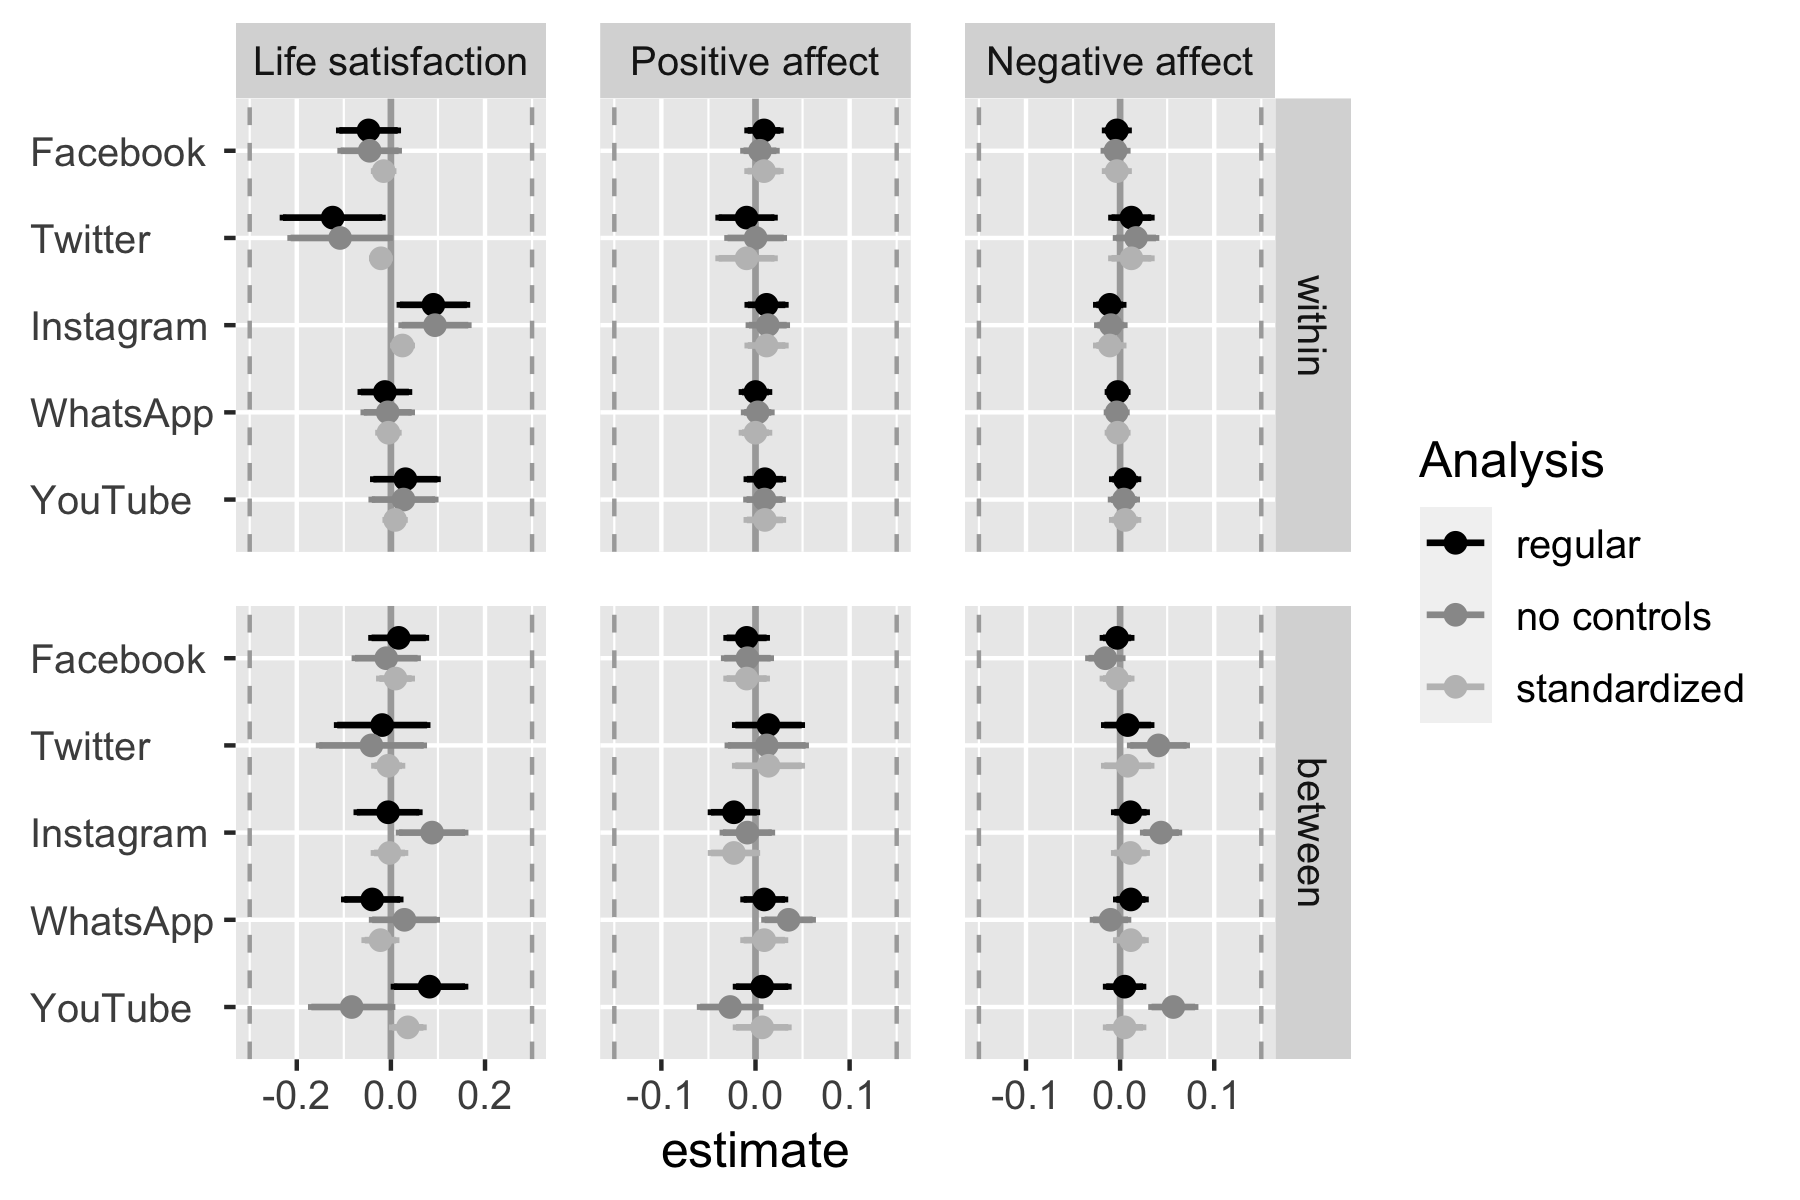 Life satisfaction
Positive affect
Negative affect
Facebook
Twitter
Instagram
WhatsApp
YouTube
within
Facebook
Twitter
Instagram
WhatsApp
YouTube
between
-0.2 0.0 0.2
-0.1 0.0 0.1
-0.1 0.0 0.1
estimate
Analysis
regular
no controls
standardized